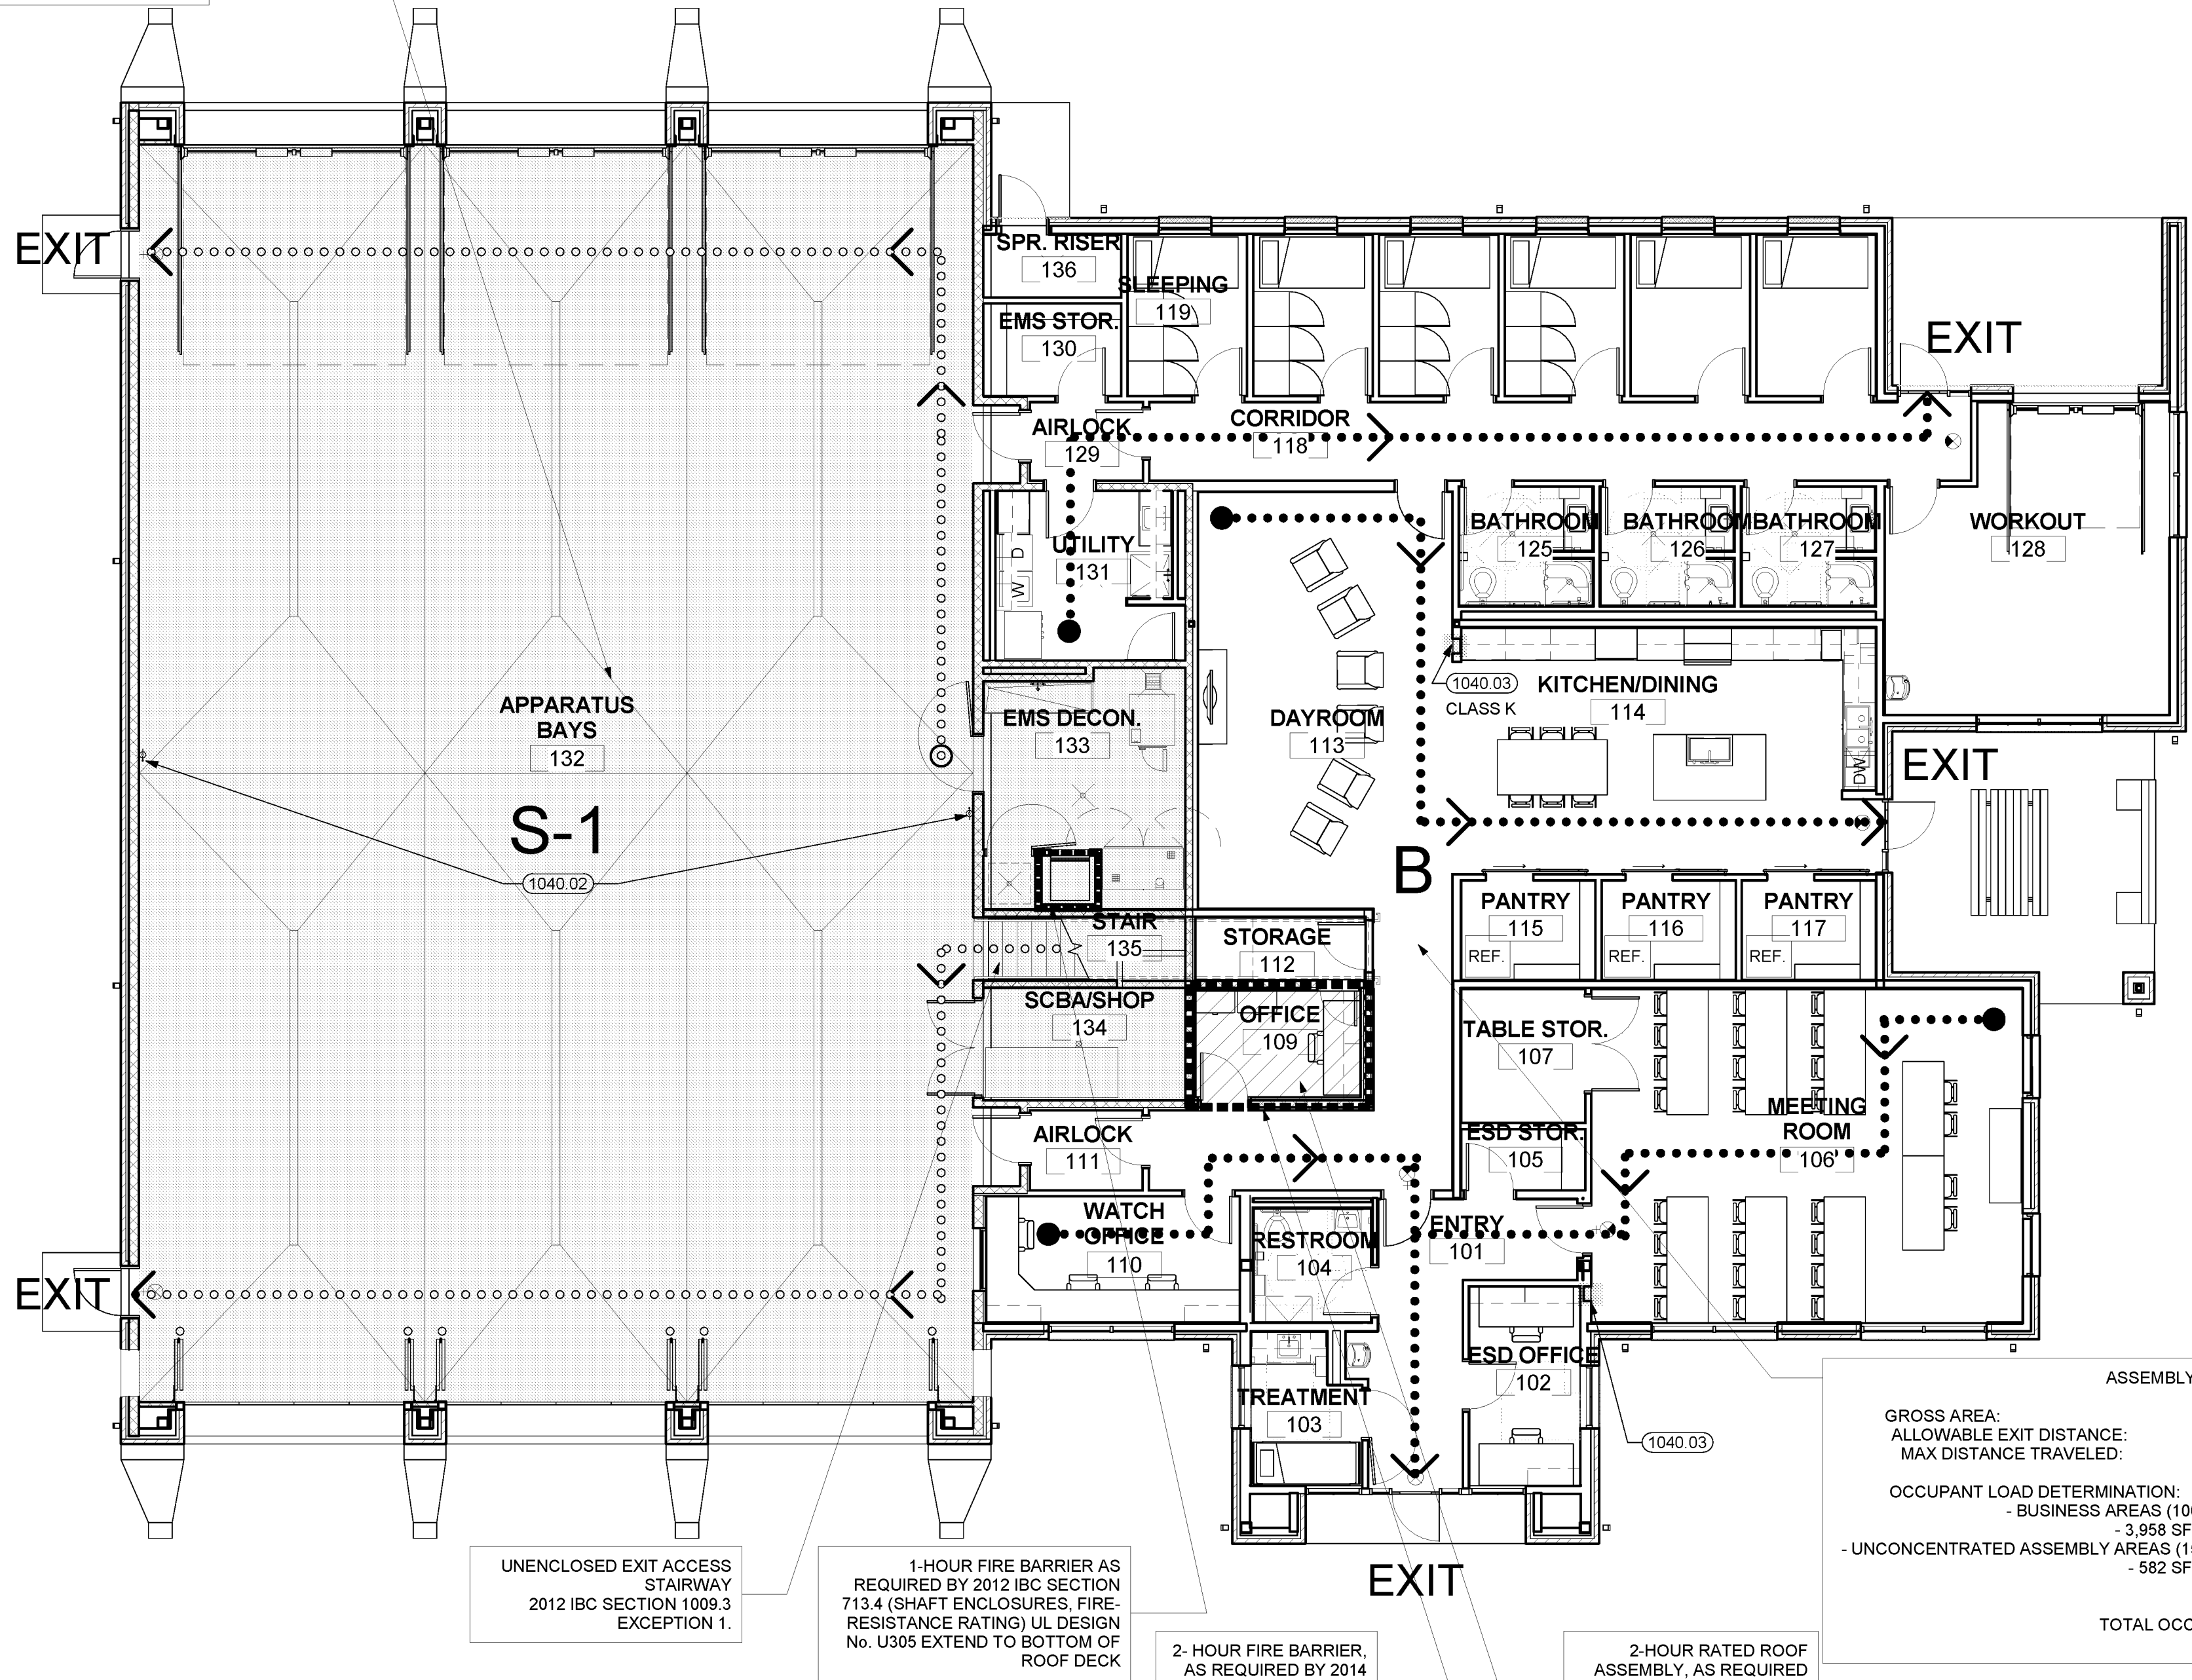 EXIT
SPR. RISER
136
SLEEPING
119
EMS STOR.
130
EXIT
AIRLOCK
129
CORRIDOR
118
UTILITY
131
D
W
BATHROOM
125
BATHROOM
126
BATHROOM
127
WORKOUT
128
1040.03
CLASS K
KITCHEN/DINING
114
APPARATUS
BAYS
132
EMS DECON.
133
DAYROOM
113
DW
EXIT
S-1
1040.02
B
STAIR
135
STORAGE
112
PANTRY
115
REF.
PANTRY
116
REF.
PANTRY
117
REF.
SCBA/SHOP
134
OFFICE
109
TABLE STOR.
107
MEETING
ROOM
106
AIRLOCK
111
ESD STOR.
105
WATCH
OFFICE
110
RESTROOM
104
ENTRY
101
EXIT
ESD OFFICE
102
TREATMENT
103
1040.03
EXIT
UNENCLOSED EXIT ACCESS
STAIRWAY
2012 IBC SECTION 1009.3
EXCEPTION 1.
1-HOUR FIRE BARRIER AS
REQUIRED BY 2012 IBC SECTION
713.4 (SHAFT ENCLOSURES, FIRE-
RESISTANCE RATING) UL DESIGN
No. U305 EXTEND TO BOTTOM OF
ROOF DECK
2- HOUR FIRE BARRIER,
AS REQUIRED BY 2014
2-HOUR RATED ROOF
ASSEMBLY, AS REQUIRED
ASSEMBLY
GROSS AREA:
ALLOWABLE EXIT DISTANCE:
MAX DISTANCE TRAVELED:
OCCUPANT LOAD DETERMINATION:
- BUSINESS AREAS (10
- 3,958 SF
- UNCONCENTRATED ASSEMBLY AREAS (1
- 582 SF
TOTAL OCC